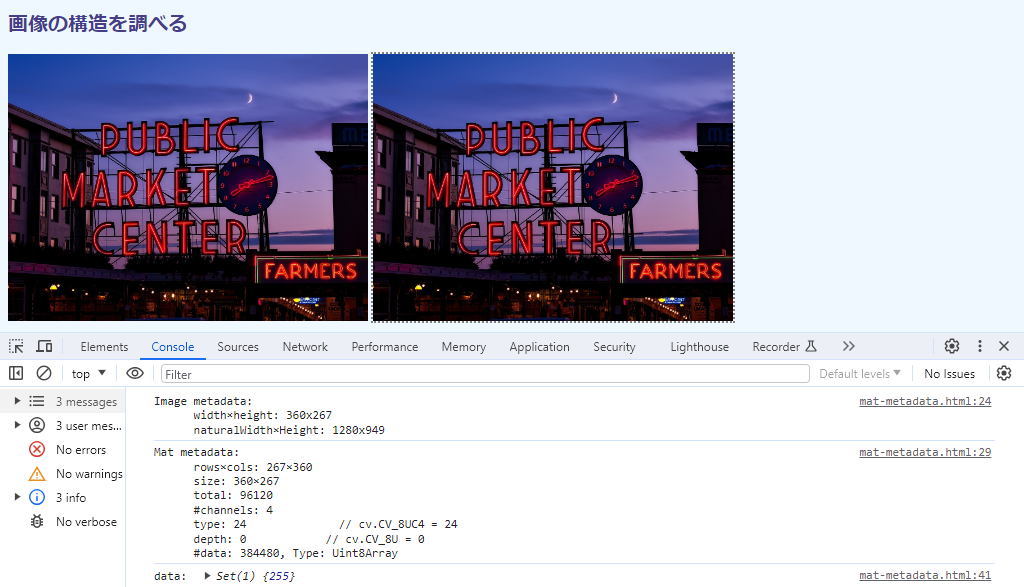 画像の構造を調べる
PUBLIC
MARKET
CENTER
FARMERS
PUBLIC
MARKET
CENTER
FARMERS
Elements Console Sources Network Performance Memory Application Security Lighthouse Recorder
top Filter Default levels No Issues
3 messages
3 user mes...
No errors
No warnings
3 info
No verbose
Image metadata: mat-metadata.html:24
width×height: 360x267
naturalWidth×Height: 1280x949
Mat metadata: mat-metadata.html:29
rows×cols: 267×360
size: 360×267
total: 96120
#channels: 4
type: 24 // cv.CV_8UC4 = 24
depth: 0 // cv.CV_8U = 0
#data: 384480, Type: Uint8Array
data: Set(1) {255} mat-metadata.html:41